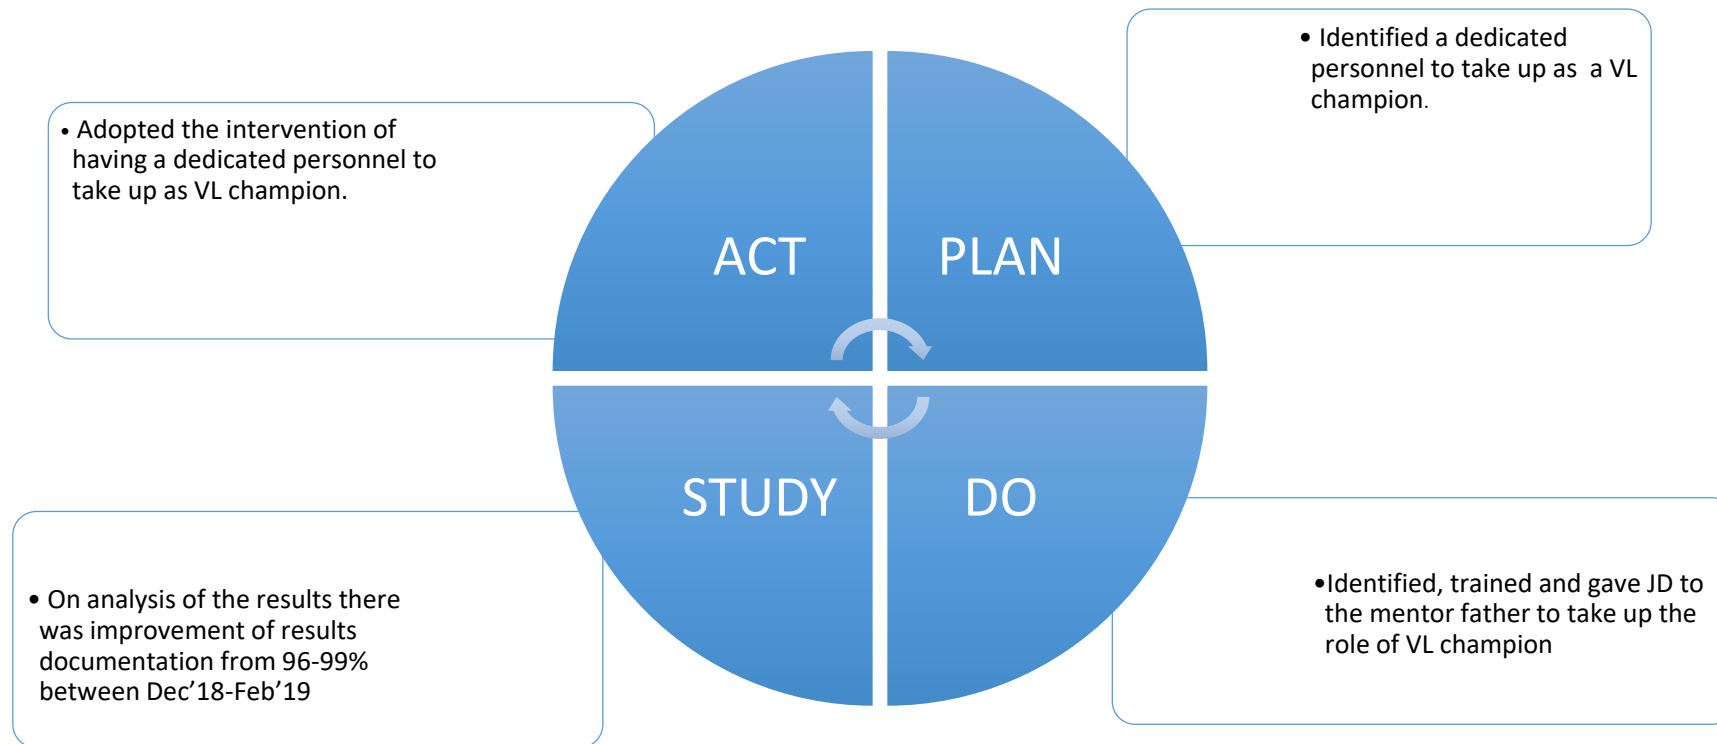 • Identified a dedicated
personnel to take up as a VL
champion.
• Adopted the intervention of
having a dedicated personnel to
take up as VL champion.
ACT
PLAN
STUDY
DO
• On analysis of the results there
was improvement of results
documentation from 96-99%
between Dec’18-Feb’19
•Identified, trained and gave JD to
the mentor father to take up the
role of VL champion